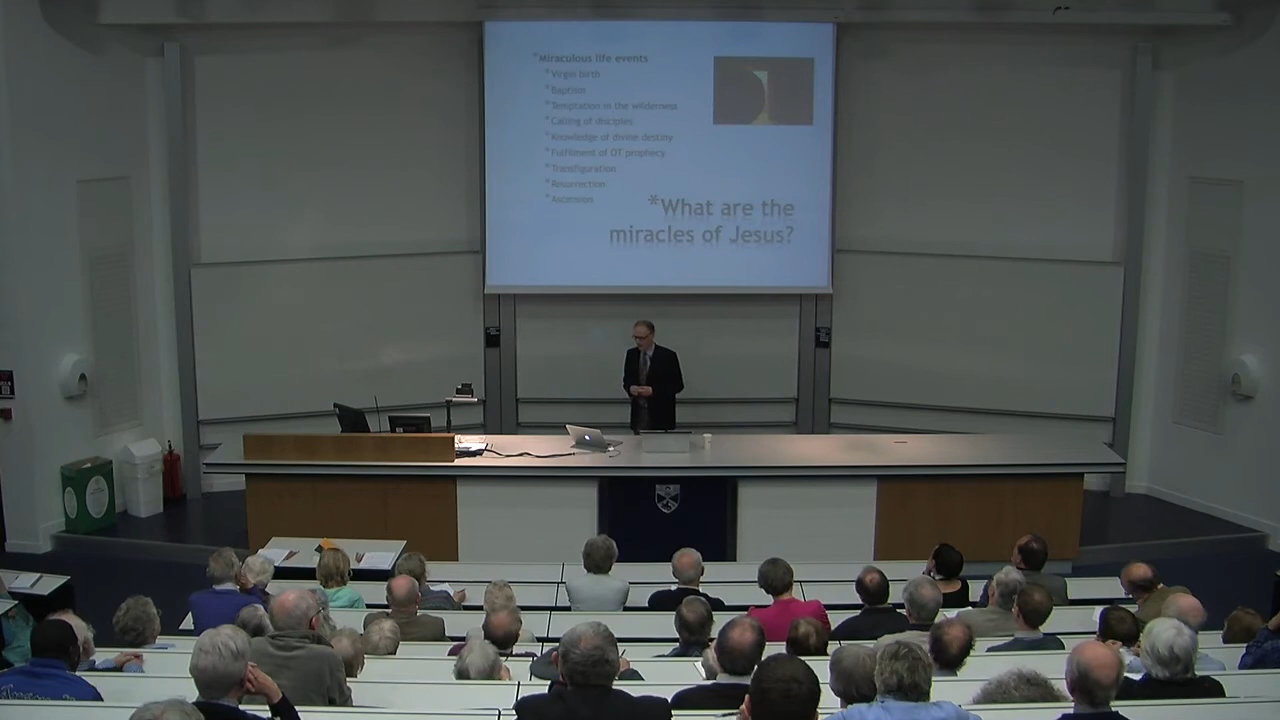 *Miraculous life events
*Virgin birth
*Baptism
*Temptation in the wilderness
*Calling of disciples
*Knowledge of divine destiny
*Fulfilment of OT prophecy
*Transfiguration
*Resurrection
*Ascension
*What are the
miracles of Jesus?